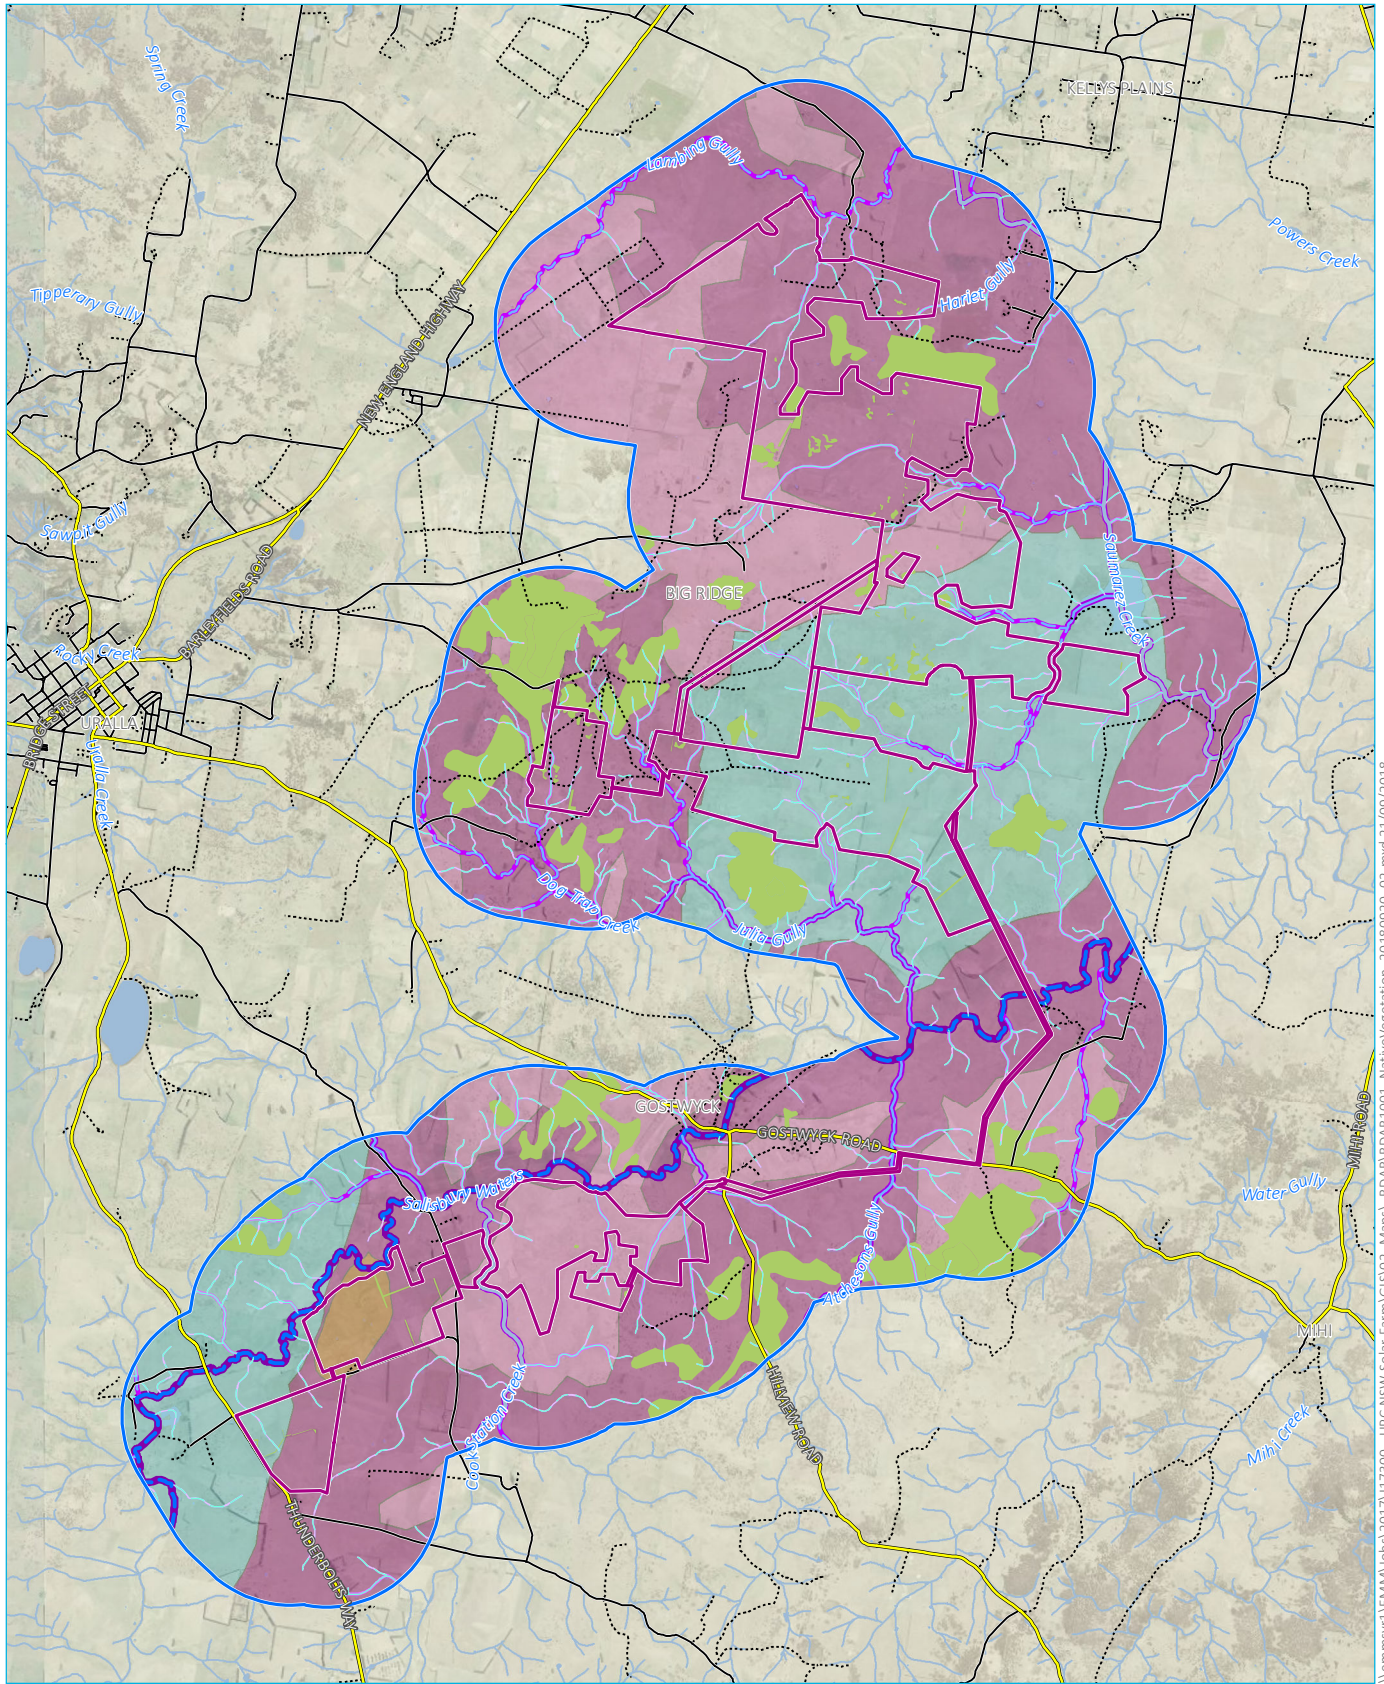 Spring Creek
KELLYS PLAINS
Lambing Gully
Powers Creek
Hariet Gully
Tipperary Gully
NEW ENGLAND HIGHWAY
Sawpit Gully
Saumarez Creek
BARLEYFIELDS ROAD
BIG RIDGE
Rocky Creek
BRIDGE STREET
URALLA
Uralla Creek
Dog Trap Creek
Julia Gully
GOSTWYCK
GOSTWYCK ROAD
MIHI ROAD
Salisbury Waters
Water Gully
Atchesons Gully
MIHI
Cooks Station Creek
HILLVIEW ROAD
Mihi Creek
THUNDERBOLTS WAY